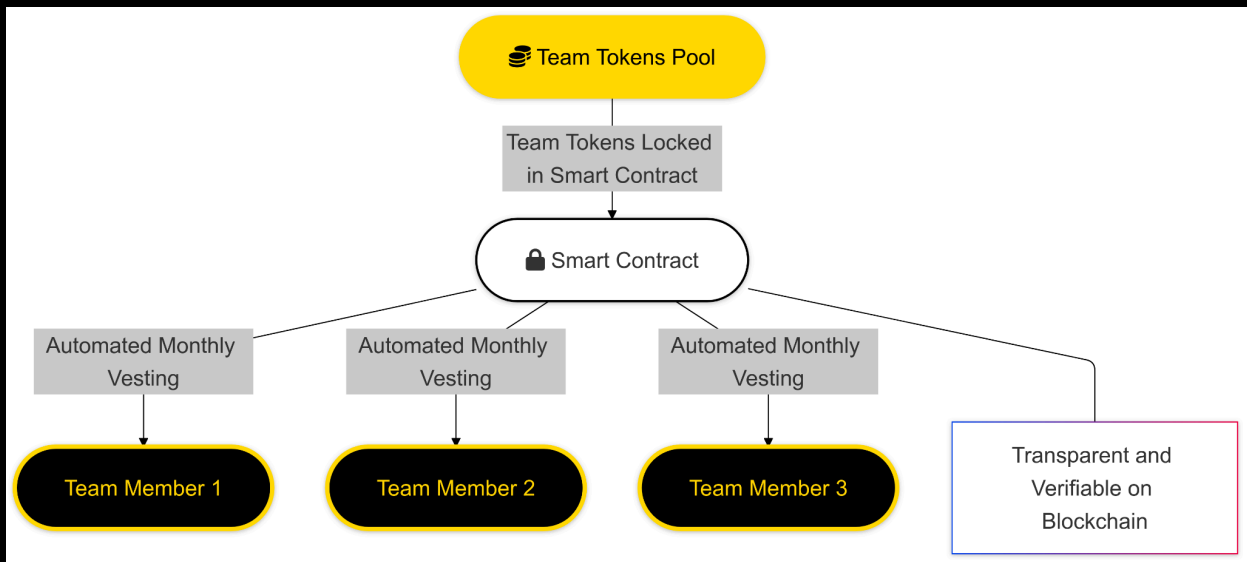 Team Tokens Pool
Team Tokens Locked
in Smart Contract
Smart Contract
Automated Monthly
Vesting
Automated Monthly
Vesting
Automated Monthly
Vesting
Team Member 1
Team Member 2
Team Member 3
Transparent and
Verifiable on
Blockchain